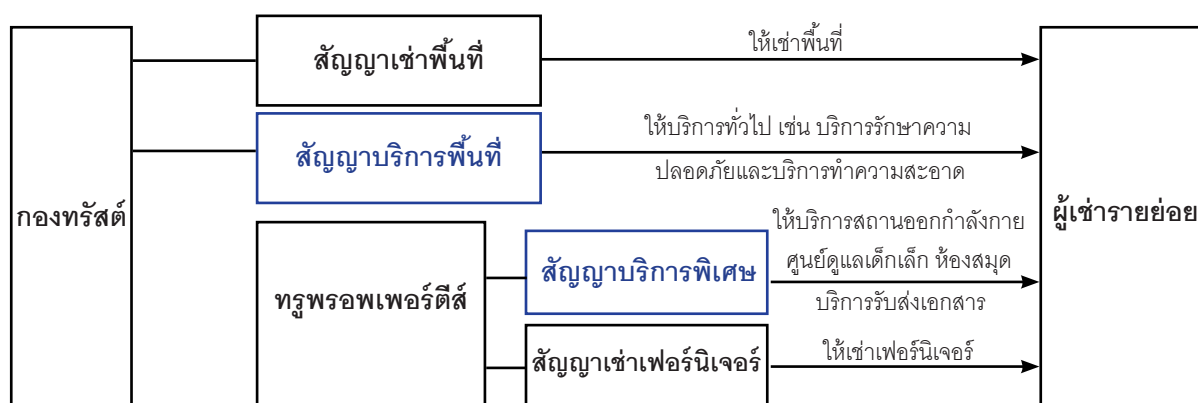 กองทรัสต์
สัญญาเช่าพื้นที่
ให้เช่าพื้นที่
สัญญาบริการพื้นที่
ให้บริการทั่วไป เช่น บริการรักษาความ
ปลอดภัยและบริการทำความสะอาด
ทรูพรอพเพอร์ตีส์
สัญญาบริการพิเศษ
ให้บริการสถานออกกำลังกาย
ศูนย์ดูแลเด็กเล็ก ห้องสมุด
บริการรับส่งเอกสาร
สัญญาเช่าเฟอร์นิเจอร์
ให้เช่าเฟอร์นิเจอร์
ผู้เช่ารายย่อย